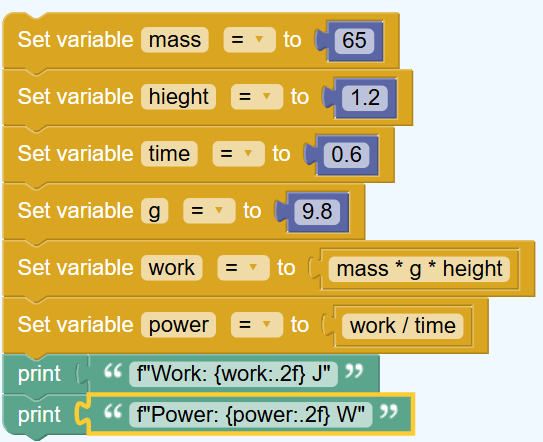 Set variable mass = ▾ to 65
Set variable hieght = ▾ to 1.2
Set variable time = ▾ to 0.6
Set variable g = ▾ to 9.8
Set variable work = ▾ to mass * g * height
Set variable power = ▾ to work / time
print “ f"Work: {work:.2f} J" ”
print “ f"Power: {power:.2f} W" ”